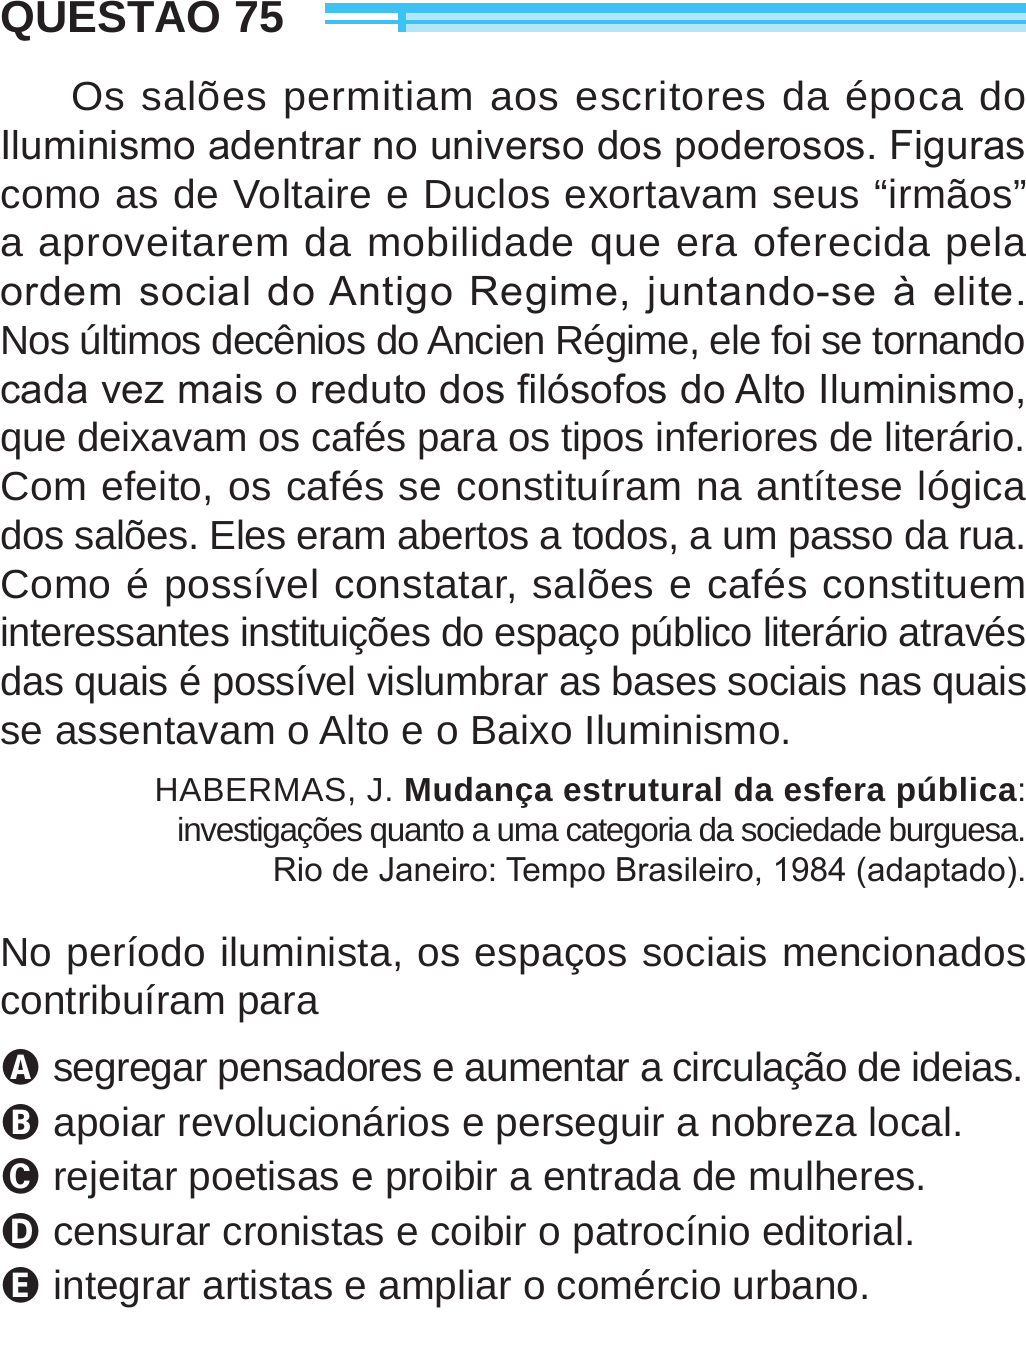 QUESTÃO 75
Os salões permitiam aos escritores da época do
Iluminismo adentrar no universo dos poderosos. Figuras
como as de Voltaire e Duclos exortavam seus “irmãos”
a aproveitarem da mobilidade que era oferecida pela
ordem social do Antigo Regime, juntando-se à elite.
Nos últimos decênios do Ancien Régime, ele foi se tornando
cada vez mais o reduto dos filósofos do Alto Iluminismo,
que deixavam os cafés para os tipos inferiores de literário.
Com efeito, os cafés se constituíram na antítese lógica
dos salões. Eles eram abertos a todos, a um passo da rua.
Como é possível constatar, salões e cafés constituem
interessantes instituições do espaço público literário através
das quais é possível vislumbrar as bases sociais nas quais
se assentavam o Alto e o Baixo Iluminismo.
HABERMAS, J. Mudança estrutural da esfera pública:
investigações quanto a uma categoria da sociedade burguesa.
Rio de Janeiro: Tempo Brasileiro, 1984 (adaptado).
No período iluminista, os espaços sociais mencionados
contribuíram para
A segregar pensadores e aumentar a circulação de ideias.
B apoiar revolucionários e perseguir a nobreza local.
C rejeitar poetisas e proibir a entrada de mulheres.
D censurar cronistas e coibir o patrocínio editorial.
E integrar artistas e ampliar o comércio urbano.